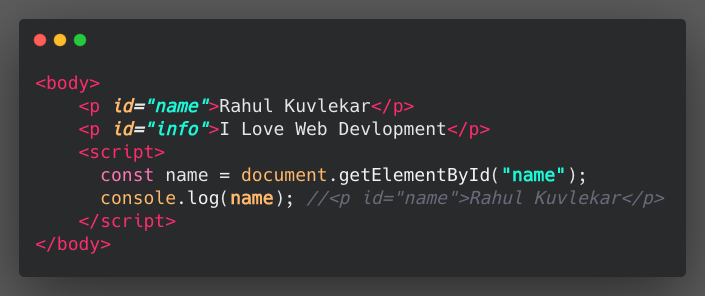 <body>
<p id="name">Rahul Kuvlekar</p>
<p id="info">I Love Web Devlopment</p>
<script>
const name = document.getElementById("name");
console.log(name); //<p id="name">Rahul Kuvlekar</p>
</script>
</body>